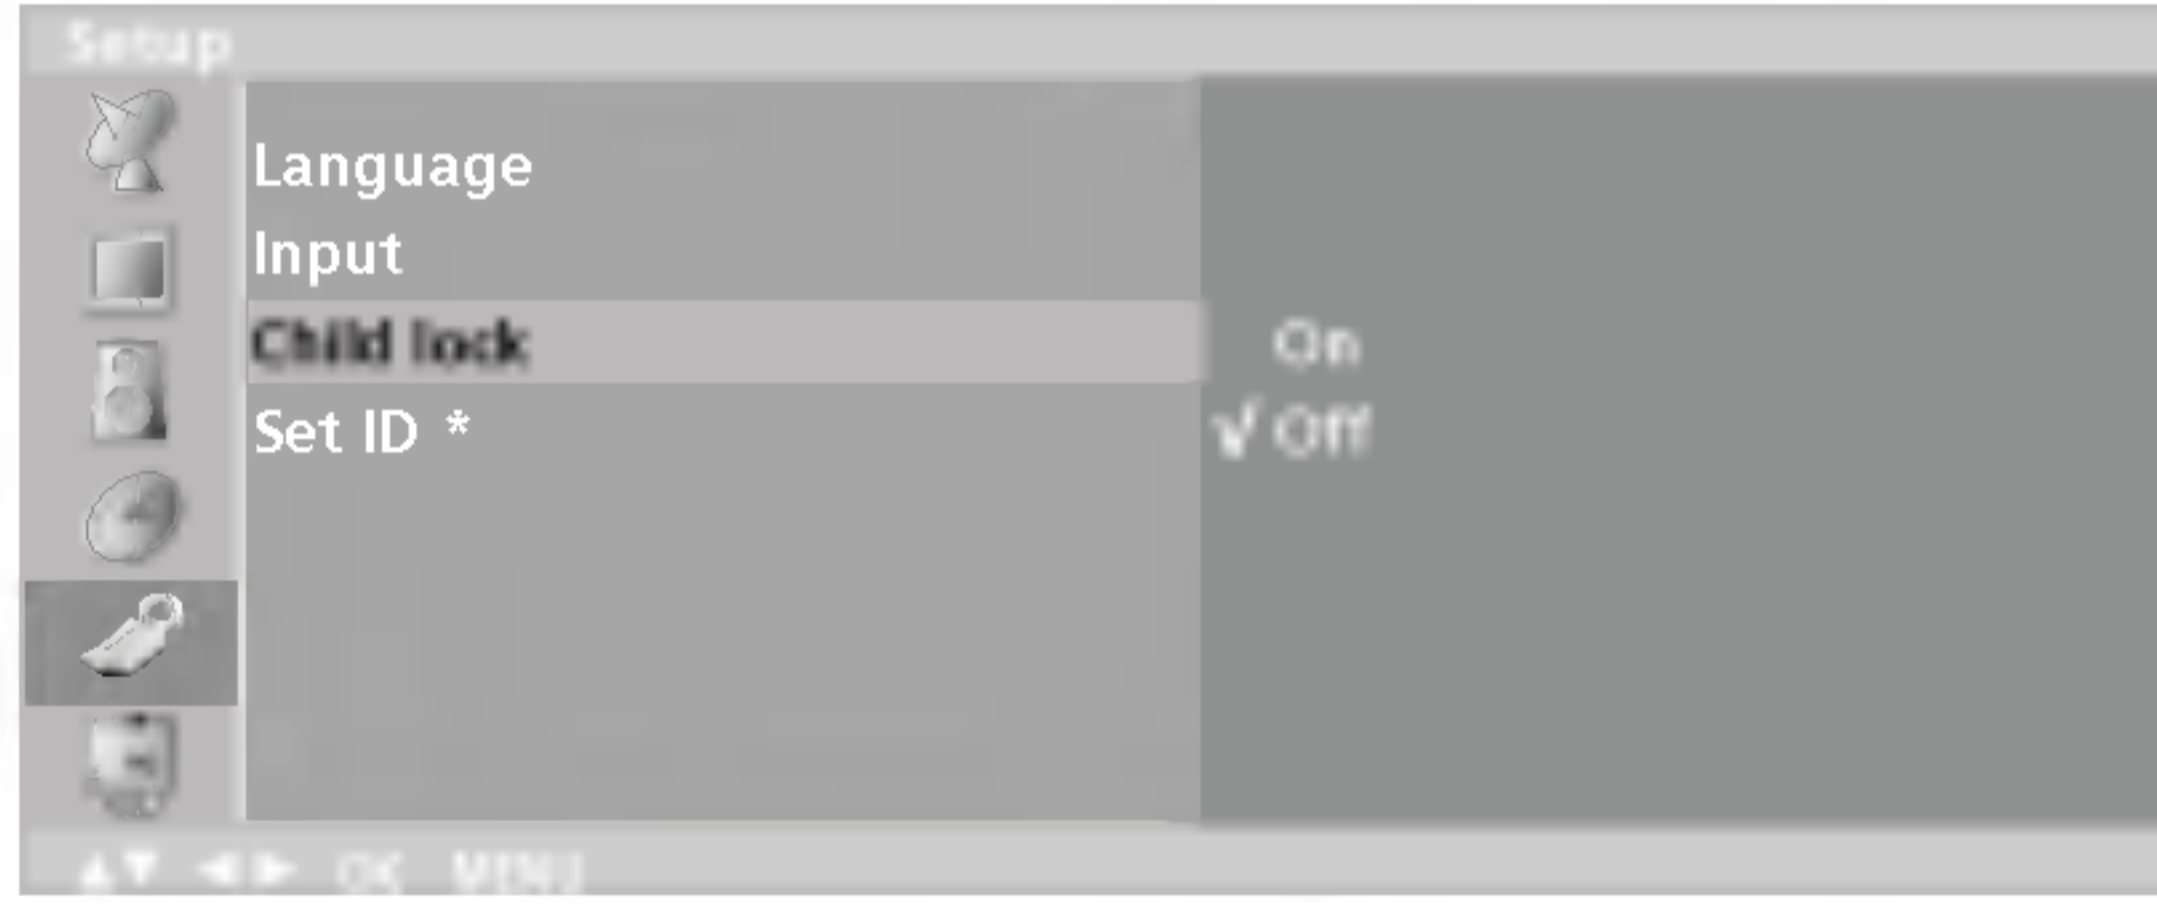 Setup
Language
Input
Child lock On
Set ID * √ Off
▲▼ ◀▶ OK MENU